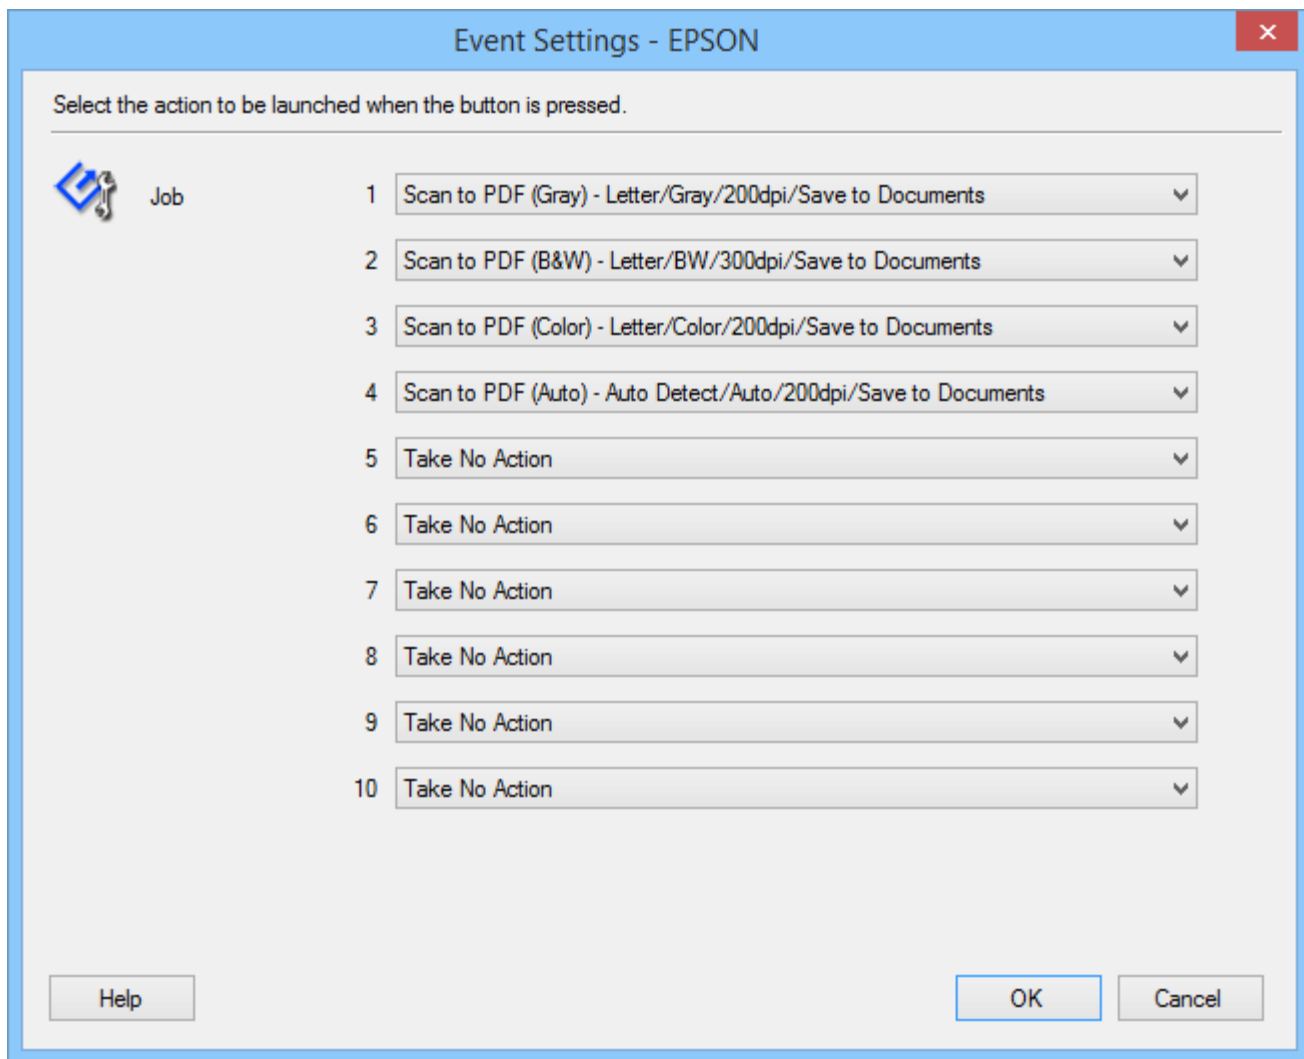 Event Settings - EPSON
Select the action to be launched when the button is pressed.
Job 1 Scan to PDF (Gray) - Letter/Gray/200dpi/Save to Documents
2 Scan to PDF (B&W) - Letter/BW/300dpi/Save to Documents
3 Scan to PDF (Color) - Letter/Color/200dpi/Save to Documents
4 Scan to PDF (Auto) - Auto Detect/Auto/200dpi/Save to Documents
5 Take No Action
6 Take No Action
7 Take No Action
8 Take No Action
9 Take No Action
10 Take No Action
Help OK Cancel